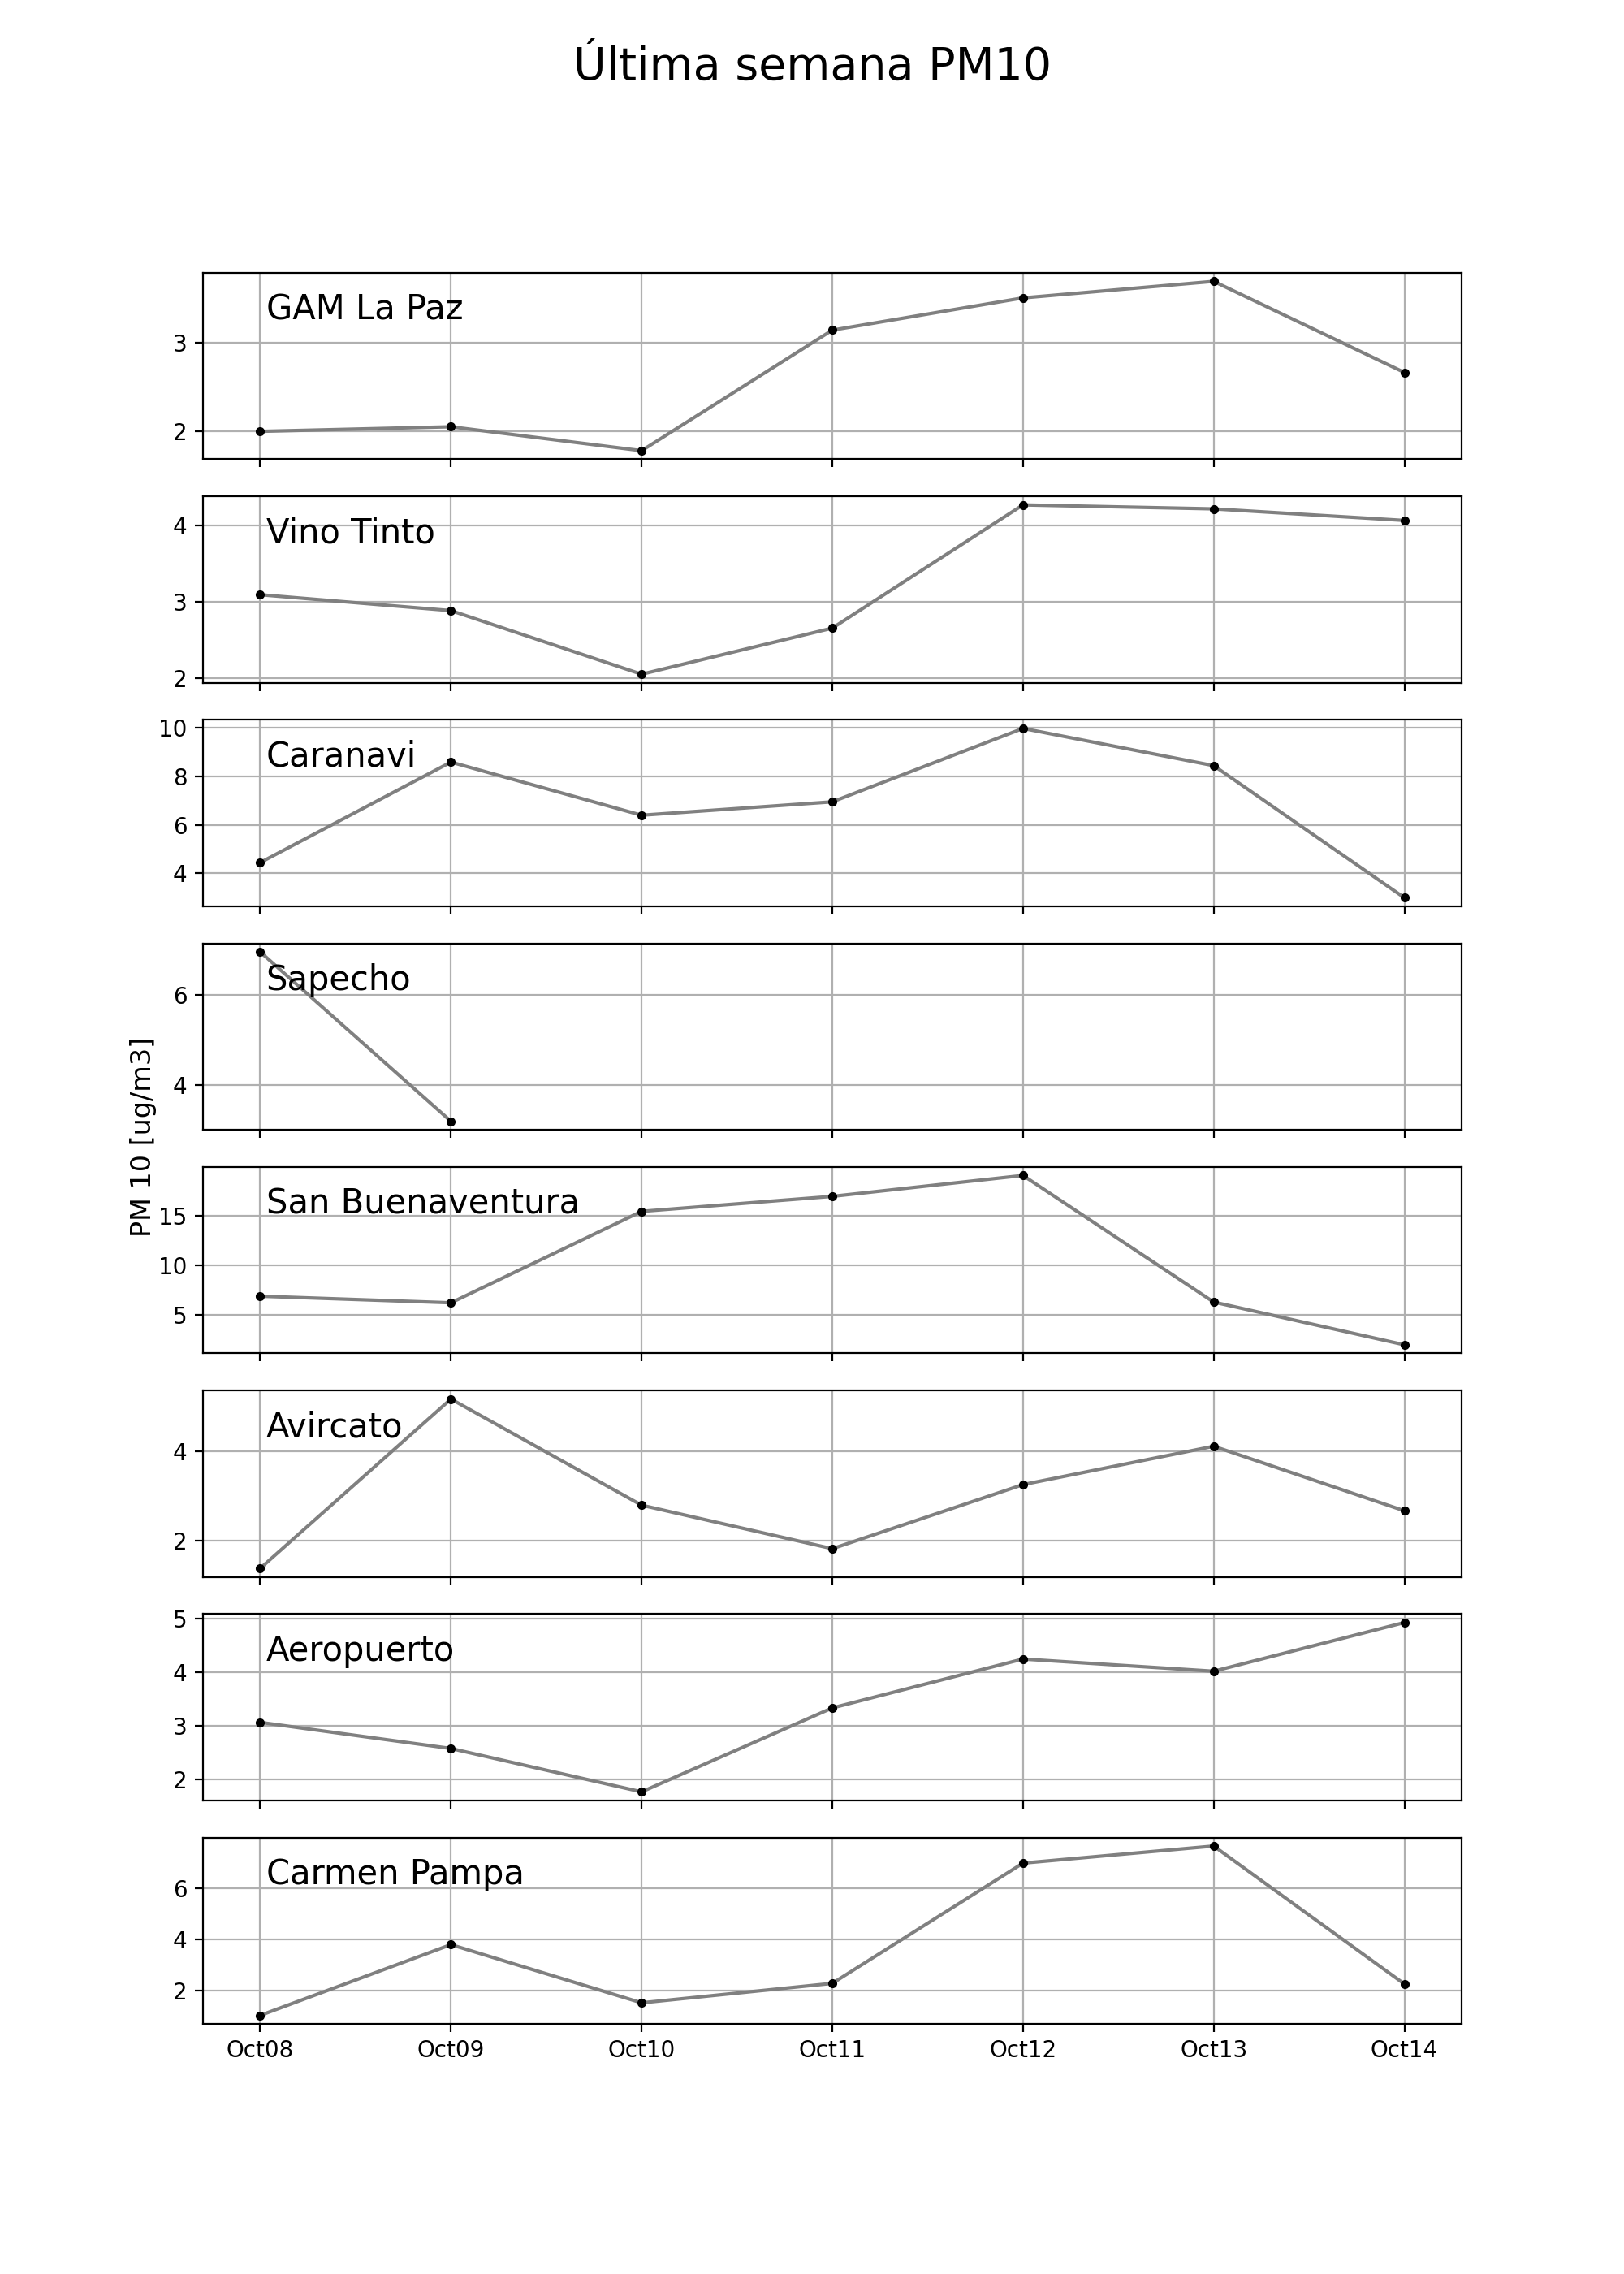 Última semana PM10
GAM La Paz
3
2
Vino Tinto
4
3
2
Caranavi
10
8
6
4
Sapecho
6
4
PM 10 [ug/m3]
San Buenaventura
15
10
5
Avircato
4
2
Aeropuerto
5
4
3
2
Carmen Pampa
6
4
2
Oct08 Oct09 Oct10 Oct11 Oct12 Oct13 Oct14